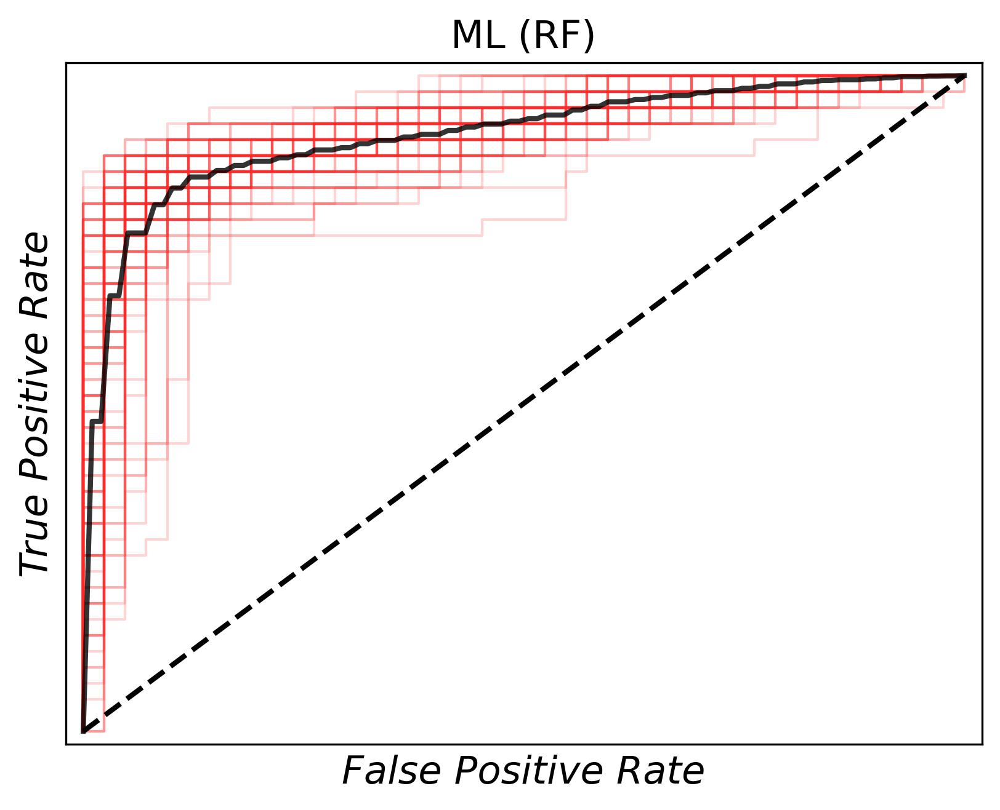 ML (RF)
True Positive Rate
False Positive Rate